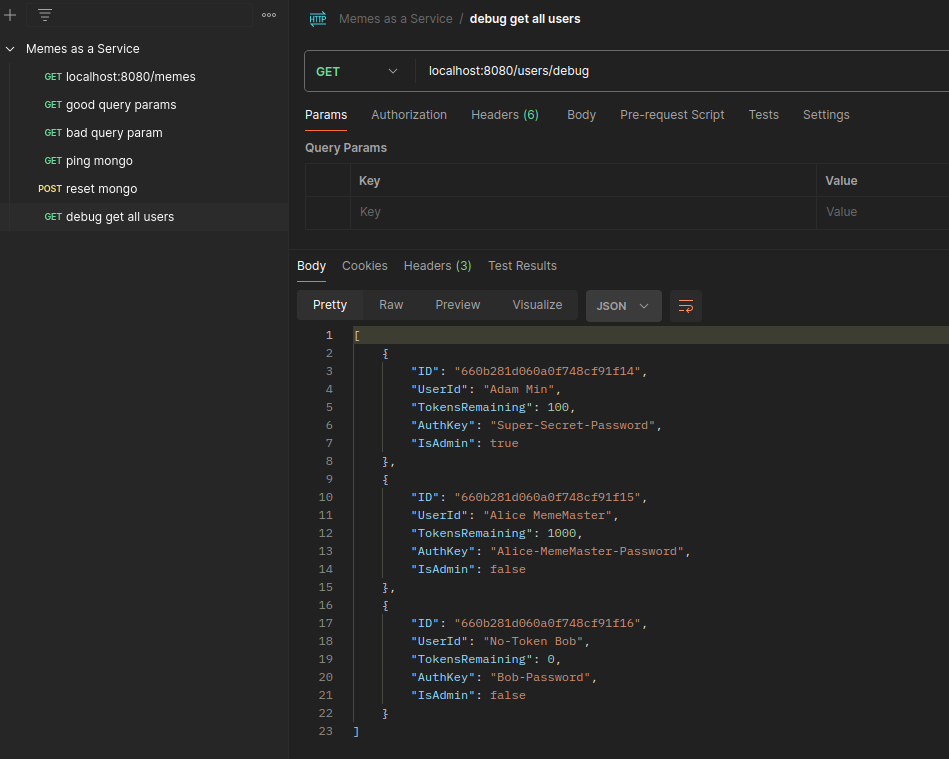 Memes as a Service / debug get all users
Memes as a Service
GET localhost:8080/memes
GET good query params
GET bad query param
GET ping mongo
POST reset mongo
GET debug get all users
HTTP
GET localhost:8080/users/debug
Params Authorization Headers (6) Body Pre-request Script Tests Settings
Query Params
Key Value
Key Value
Body Cookies Headers (3) Test Results
Pretty Raw Preview Visualize JSON
1 [
2 {
3 "ID": "660b281d060a0f748cf91f14",
4 "UserId": "Adam Min",
5 "TokensRemaining": 100,
6 "AuthKey": "Super-Secret-Password",
7 "IsAdmin": true
8 },
9 {
10 "ID": "660b281d060a0f748cf91f15",
11 "UserId": "Alice MemeMaster",
12 "TokensRemaining": 1000,
13 "AuthKey": "Alice-MemeMaster-Password",
14 "IsAdmin": false
15 },
16 {
17 "ID": "660b281d060a0f748cf91f16",
18 "UserId": "No-Token Bob",
19 "TokensRemaining": 0,
20 "AuthKey": "Bob-Password",
21 "IsAdmin": false
22 }
23 ]